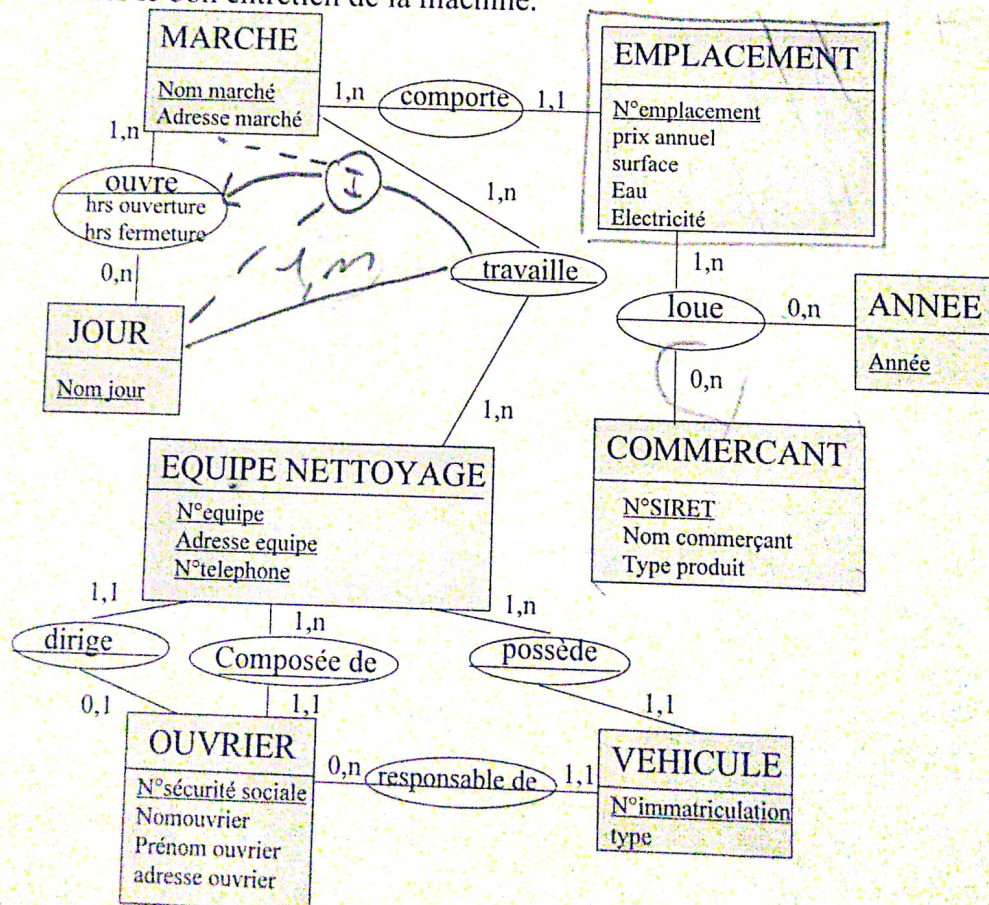 le bon entretien de la machine.
MARCHE
Nom marché
Adresse marché
1,n
comporte
1,1
EMPLACEMENT
N°emplacement
prix annuel
surface
Eau
Electricité
1,n
ouvre
hrs ouverture
hrs fermeture
I
1,n
0,n
1,n
travaille
1,n
loue
0,n
ANNEE
Année
JOUR
Nom jour
0,n
1,n
COMMERCANT
N°SIRET
Nom commerçant
Type produit
EQUIPE NETTOYAGE
N°equipe
Adresse equipe
N°telephone
1,1
1,n
1,n
dirige
Composée de
possède
0,1
1,1
1,1
OUVRIER
N°sécurité sociale
Nomouvrier
Prénom ouvrier
adresse ouvrier
0,n
responsable de
1,1
VEHICULE
N°immatriculation
type